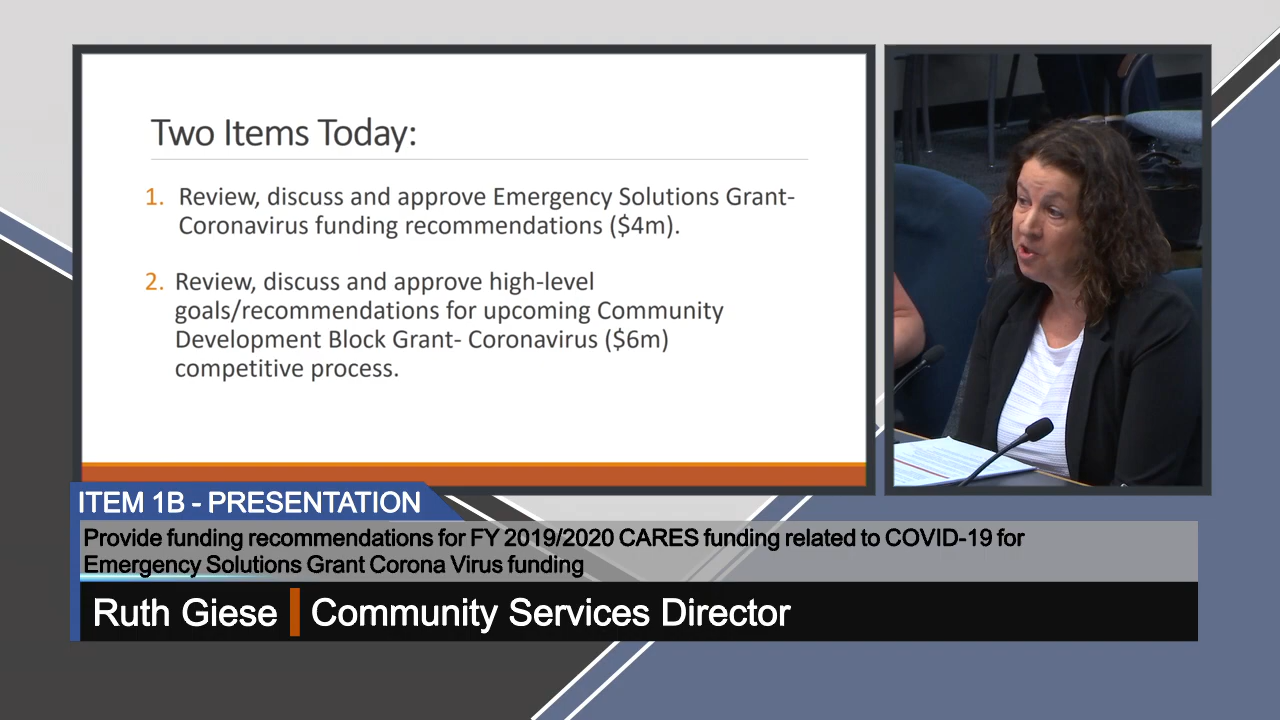 Two Items Today:
1. Review, discuss and approve Emergency Solutions Grant-
Coronavirus funding recommendations ($4m).
2. Review, discuss and approve high-level
goals/recommendations for upcoming Community
Development Block Grant- Coronavirus ($6m)
competitive process.
ITEM 1B - PRESENTATION
Provide funding recommendations for FY 2019/2020 CARES funding related to COVID-19 for
Emergency Solutions Grant Corona Virus funding
Ruth Giese Community Services Director